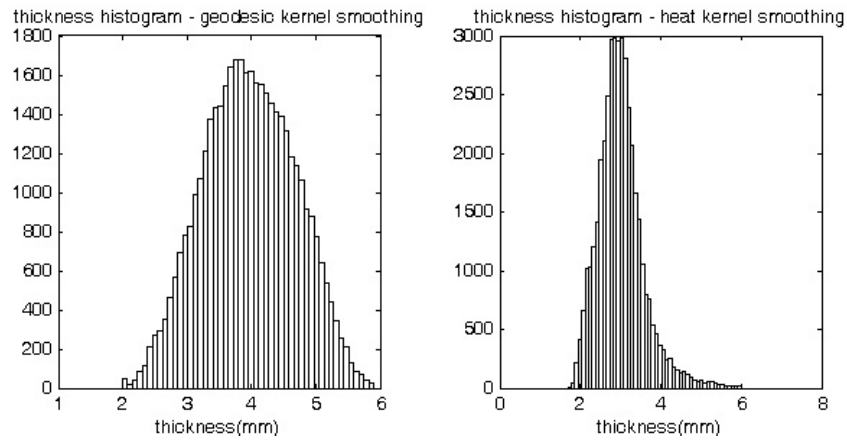 thickness histogram - geodesic kernel smoothing
1800
1600
1400
1200
1000
800
600
400
200
0
1 2 3 4 5 6
thickness(mm)
thickness histogram - heat kernel smoothing
3000
2500
2000
1500
1000
500
0
0 2 4 6 8
thickness(mm)